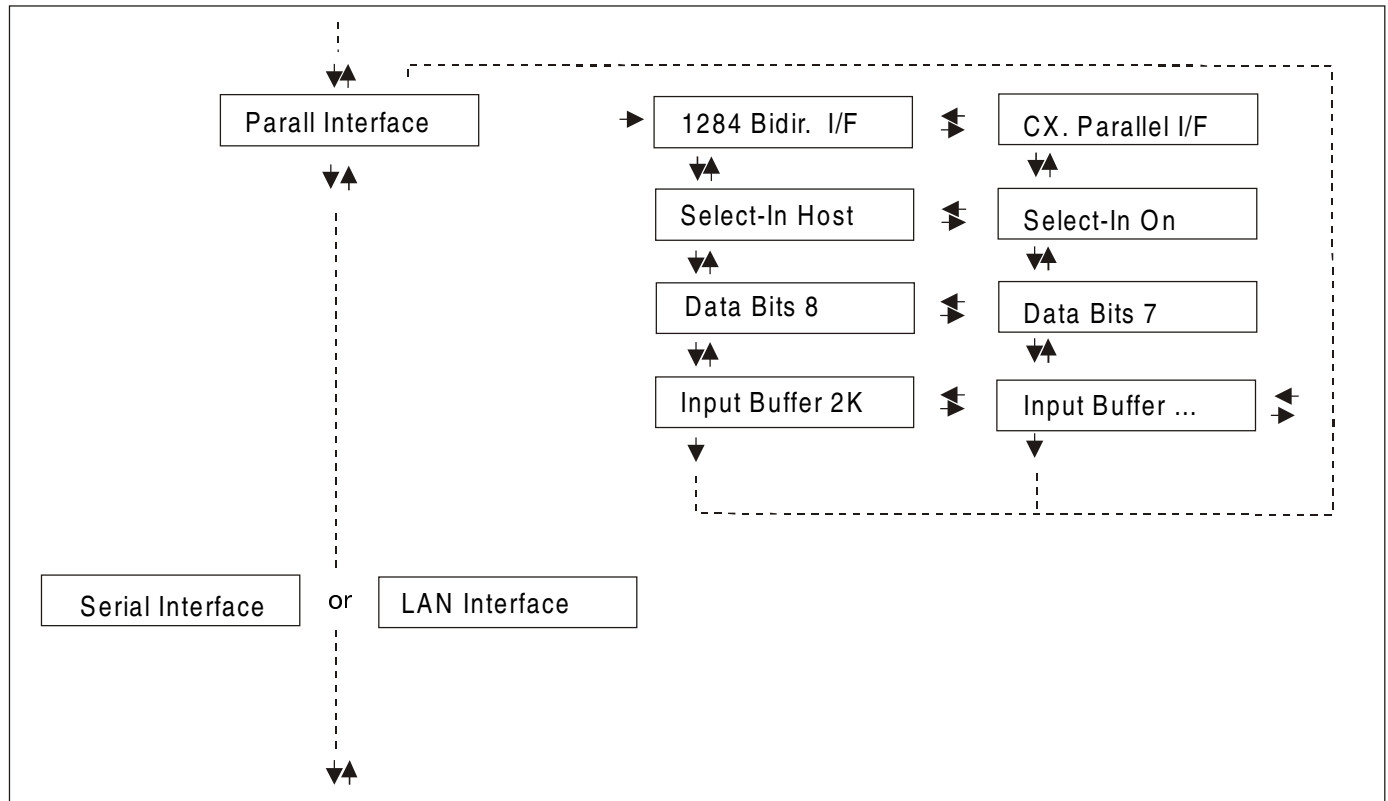 Parall Interface
1284 Bidir. I/F
CX. Parallel I/F
Select-In Host
Select-In On
Data Bits 8
Data Bits 7
Input Buffer 2K
Input Buffer ...
Serial Interface
or
LAN Interface